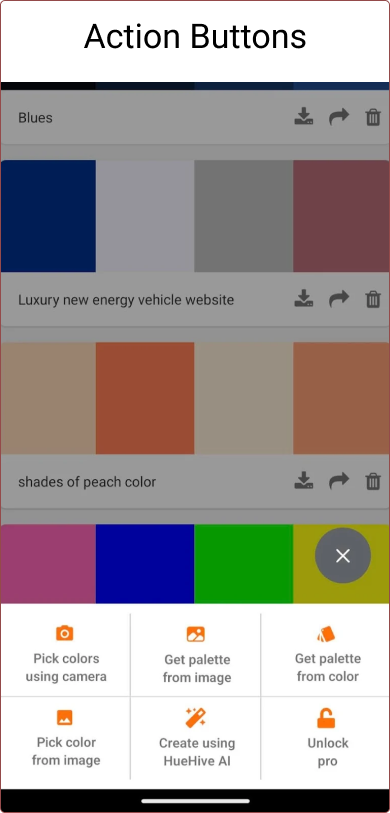 Action Buttons
Blues
Luxury new energy vehicle website
shades of peach color
Pick colors
using camera
Get palette
from image
Get palette
from color
Pick color
from image
Create using
HueHive AI
Unlock
pro